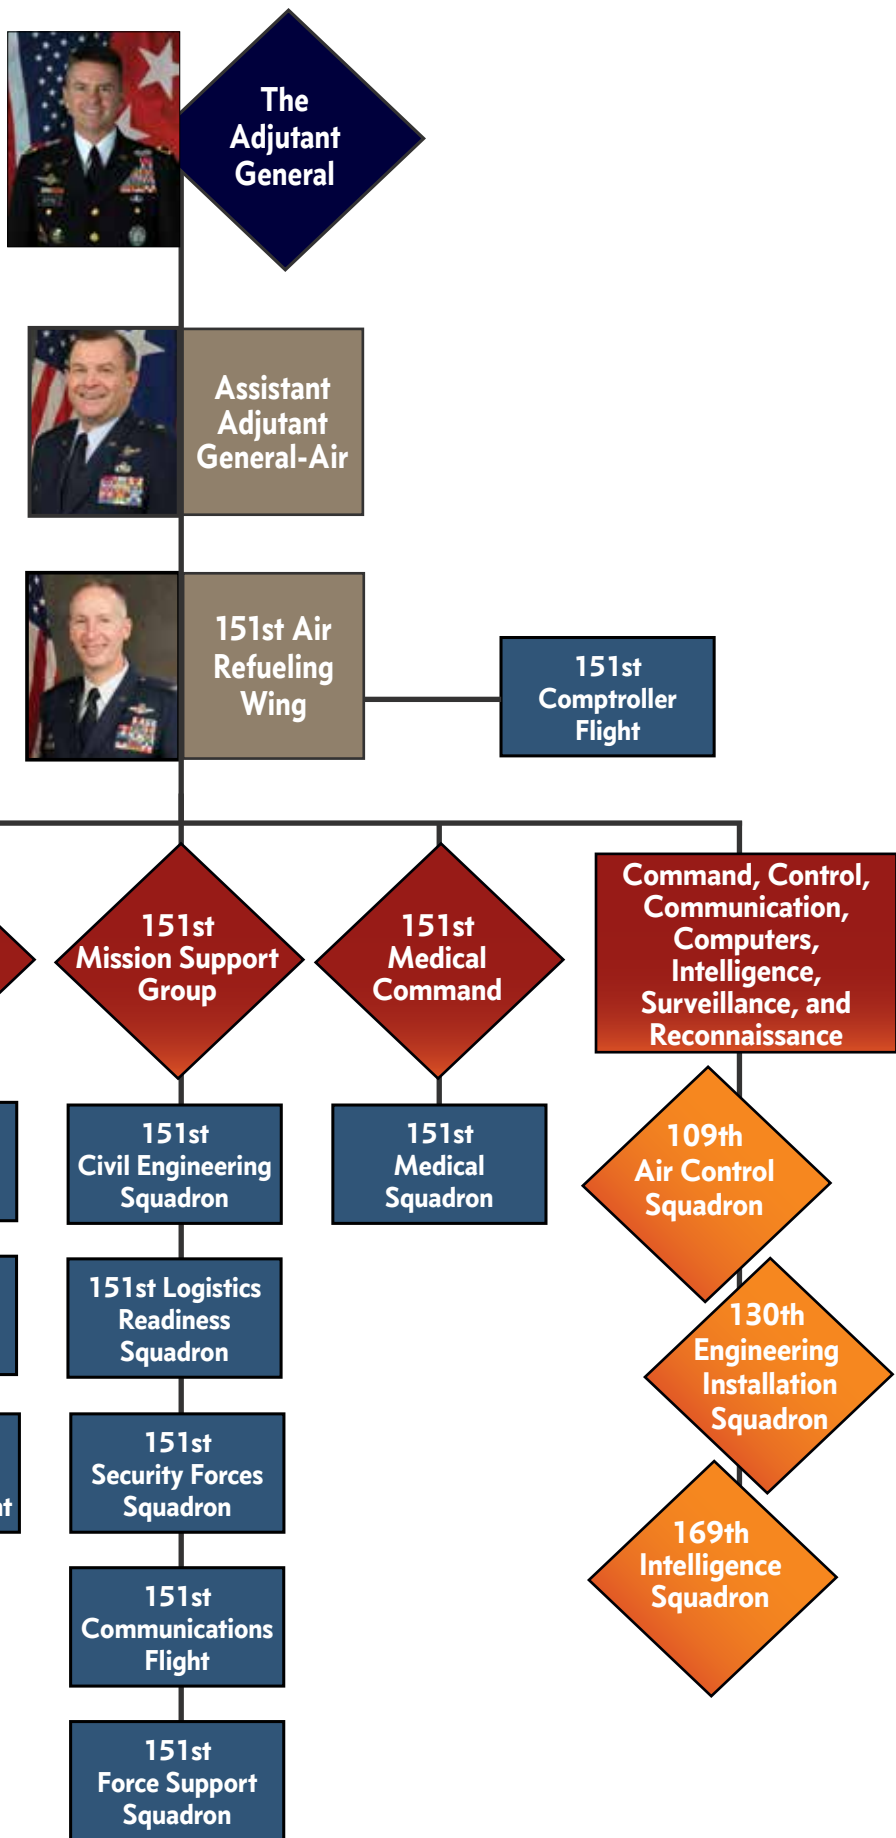 The
Adjutant
General
Assistant
Adjutant
General-Air
151st Air
Refueling
Wing
151st
Comptroller
Flight
151st
Mission Support
Group
151st
Medical
Command
Command, Control,
Communication,
Computers,
Intelligence,
Surveillance, and
Reconnaissance
151st
Civil Engineering
Squadron
151st Logistics
Readiness
Squadron
151st
Security Forces
Squadron
151st
Communications
Flight
151st
Force Support
Squadron
151st
Medical
Squadron
109th
Air Control
Squadron
130th
Engineering
Installation
Squadron
169th
Intelligence
Squadron